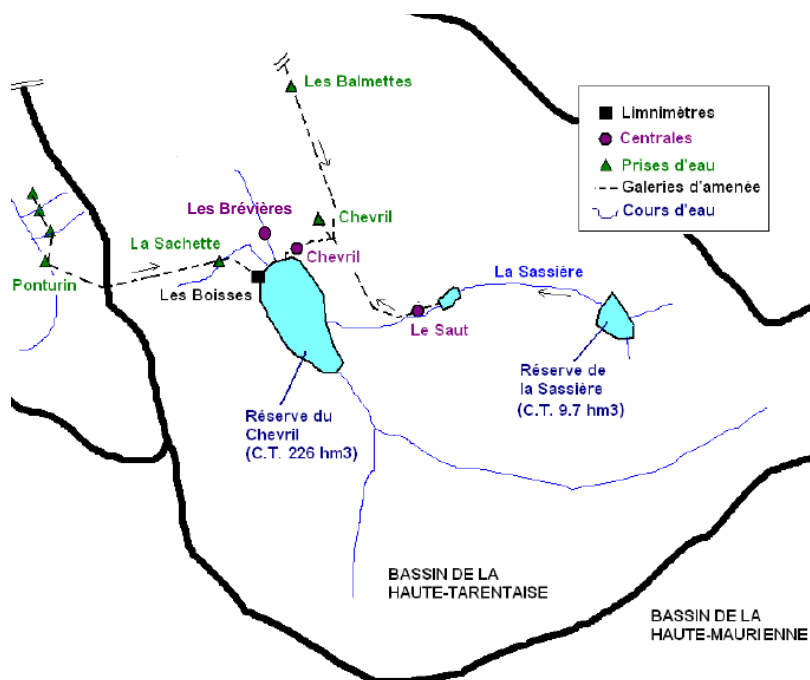 Les Balmettes
Limnimètres
Centrales
Prises d'eau
Galeries d'amenée
Cours d'eau
Les Brévières
Chevril
La Sachette
Chevril
Ponturin
Les Boisses
La Sassière
Le Saut
Réserve de
la Sassière
(C.T. 9.7 hm3)
Réserve du
Chevril
(C.T. 226 hm3)
BASSIN DE LA
HAUTE-TARENTAISE
BASSIN DE LA
HAUTE-MAURIENNE